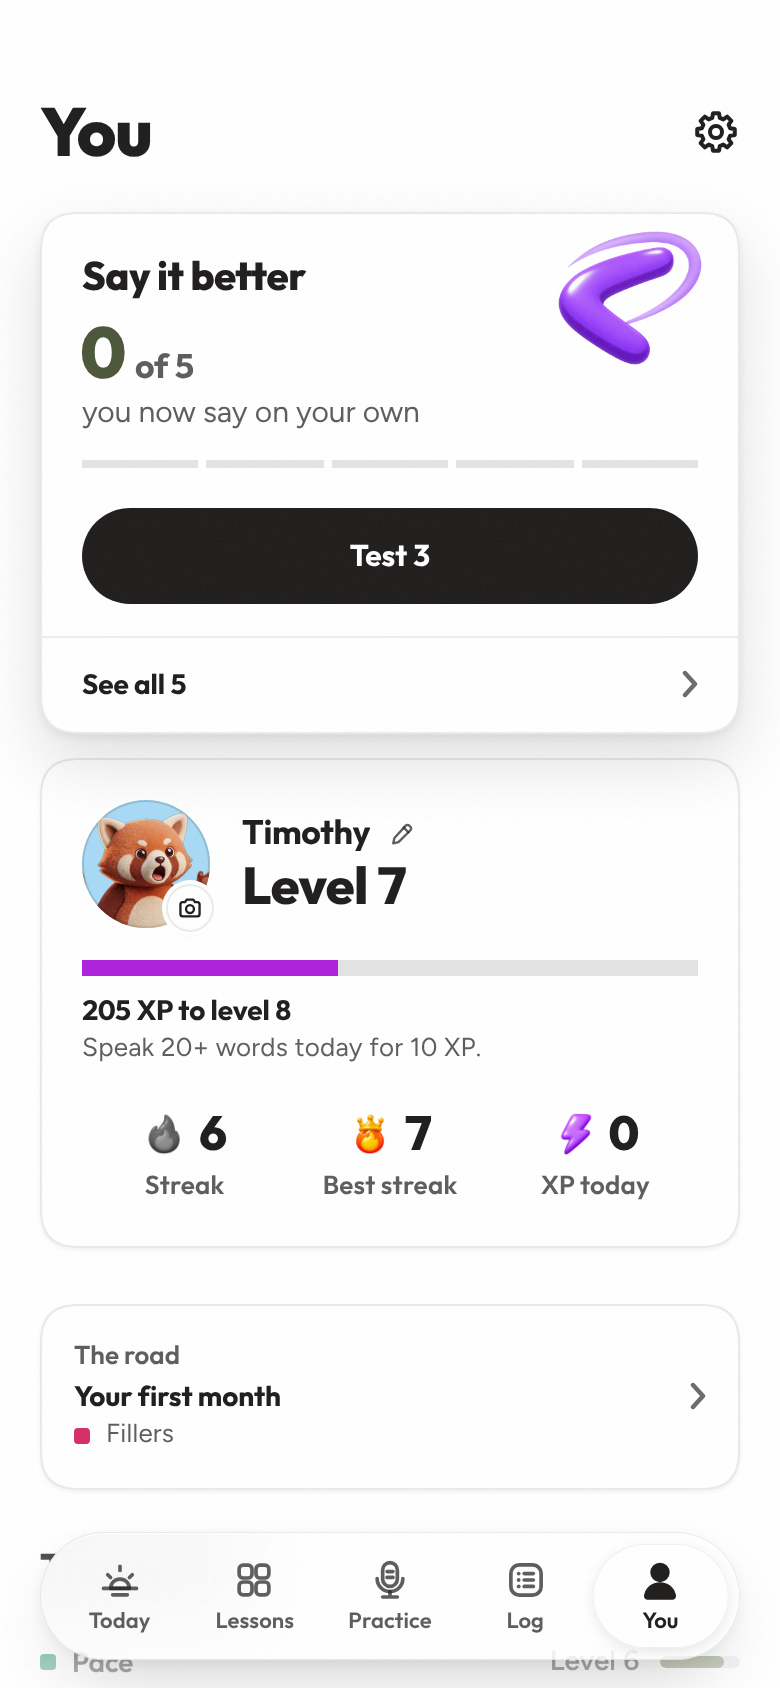 You
Say it better
0 of 5
you now say on your own
Test 3
See all 5
Timothy
Level 7
205 XP to level 8
Speak 20+ words today for 10 XP.
6
Streak
7
Best streak
0
XP today
The road
Your first month
Fillers
Today
Lessons
Practice
Log
You
Pace
Level 6